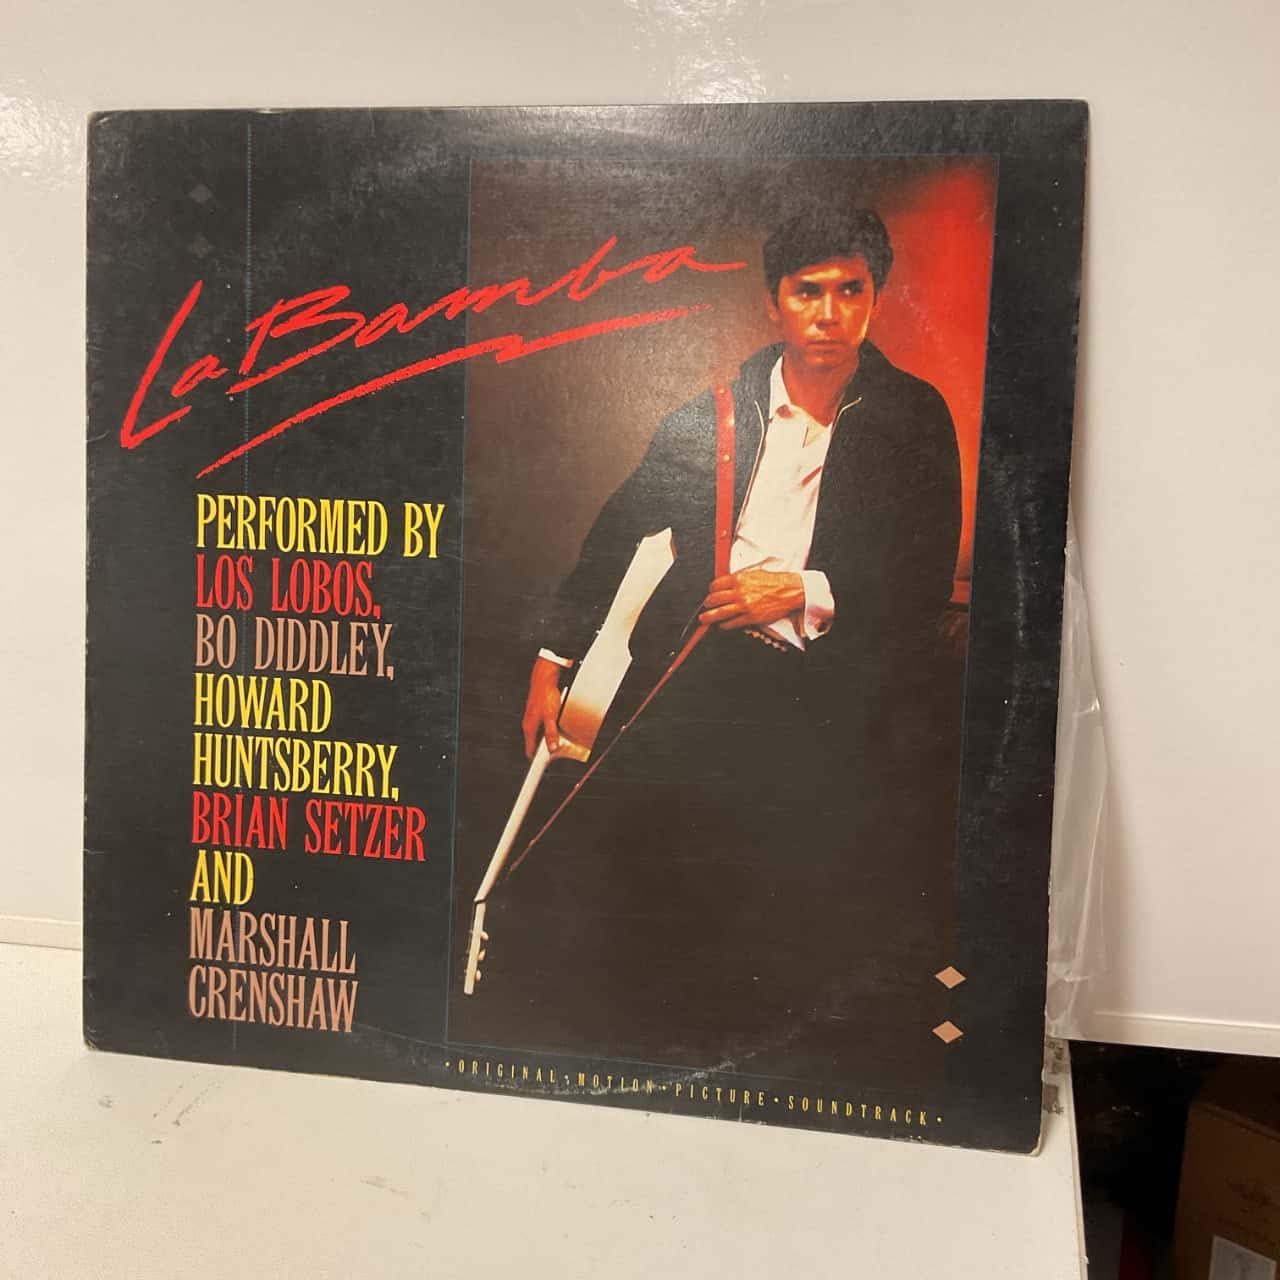 La Bamba
PERFORMED BY
LOS LOBOS,
BO DIDDLEY,
HOWARD
HUNTSBERRY,
BRIAN SETZER
AND
MARSHALL
CRENSHAW
• ORIGINAL • MOTION • PICTURE • SOUNDTRACK •